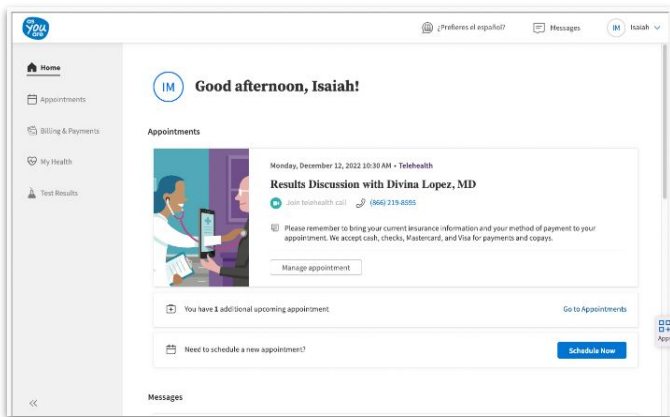 as
you
are
¿Prefieres el español?
Messages
IM
Isaiah
Home
Appointments
Billing & Payments
My Health
Test Results
IM
Good afternoon, Isaiah!
Appointments
Monday, December 12, 2022 10:30 AM • Telehealth
Results Discussion with Divina Lopez, MD
Join telehealth call
(866) 219-8595
Please remember to bring your current insurance information and your method of payment to your
appointment. We accept cash, checks, Mastercard, and Visa for payments and copays.
Manage appointment
You have 1 additional upcoming appointment
Go to Appointments
Need to schedule a new appointment?
Schedule Now
Messages